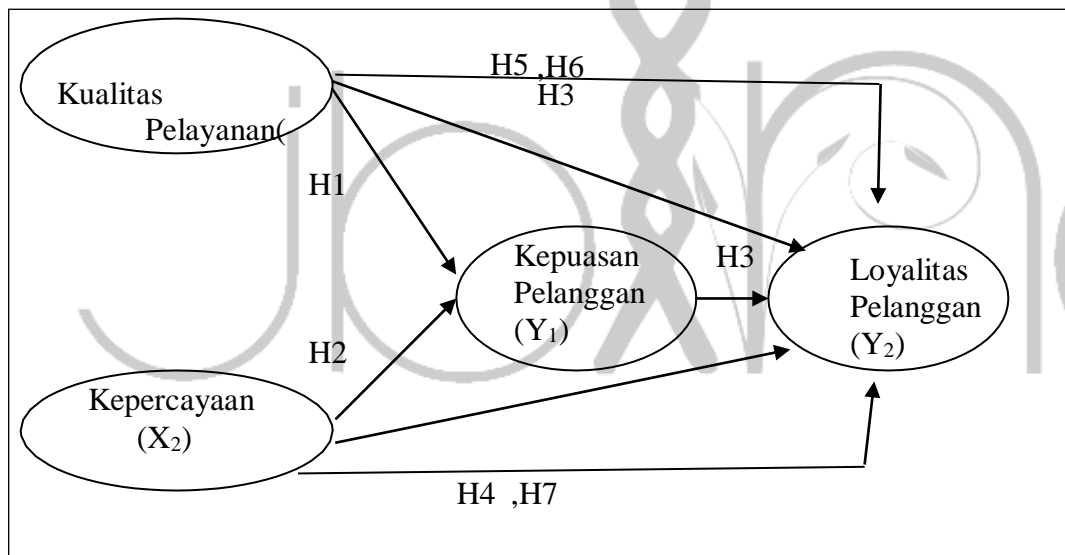 H5 ,H6
H3
Kualitas
Pelayanan(
H1
Kepuasan
Pelanggan
(Y₁)
H3
Loyalitas
Pelanggan
(Y₂)
H2
Kepercayaan
(X₂)
H4 ,H7